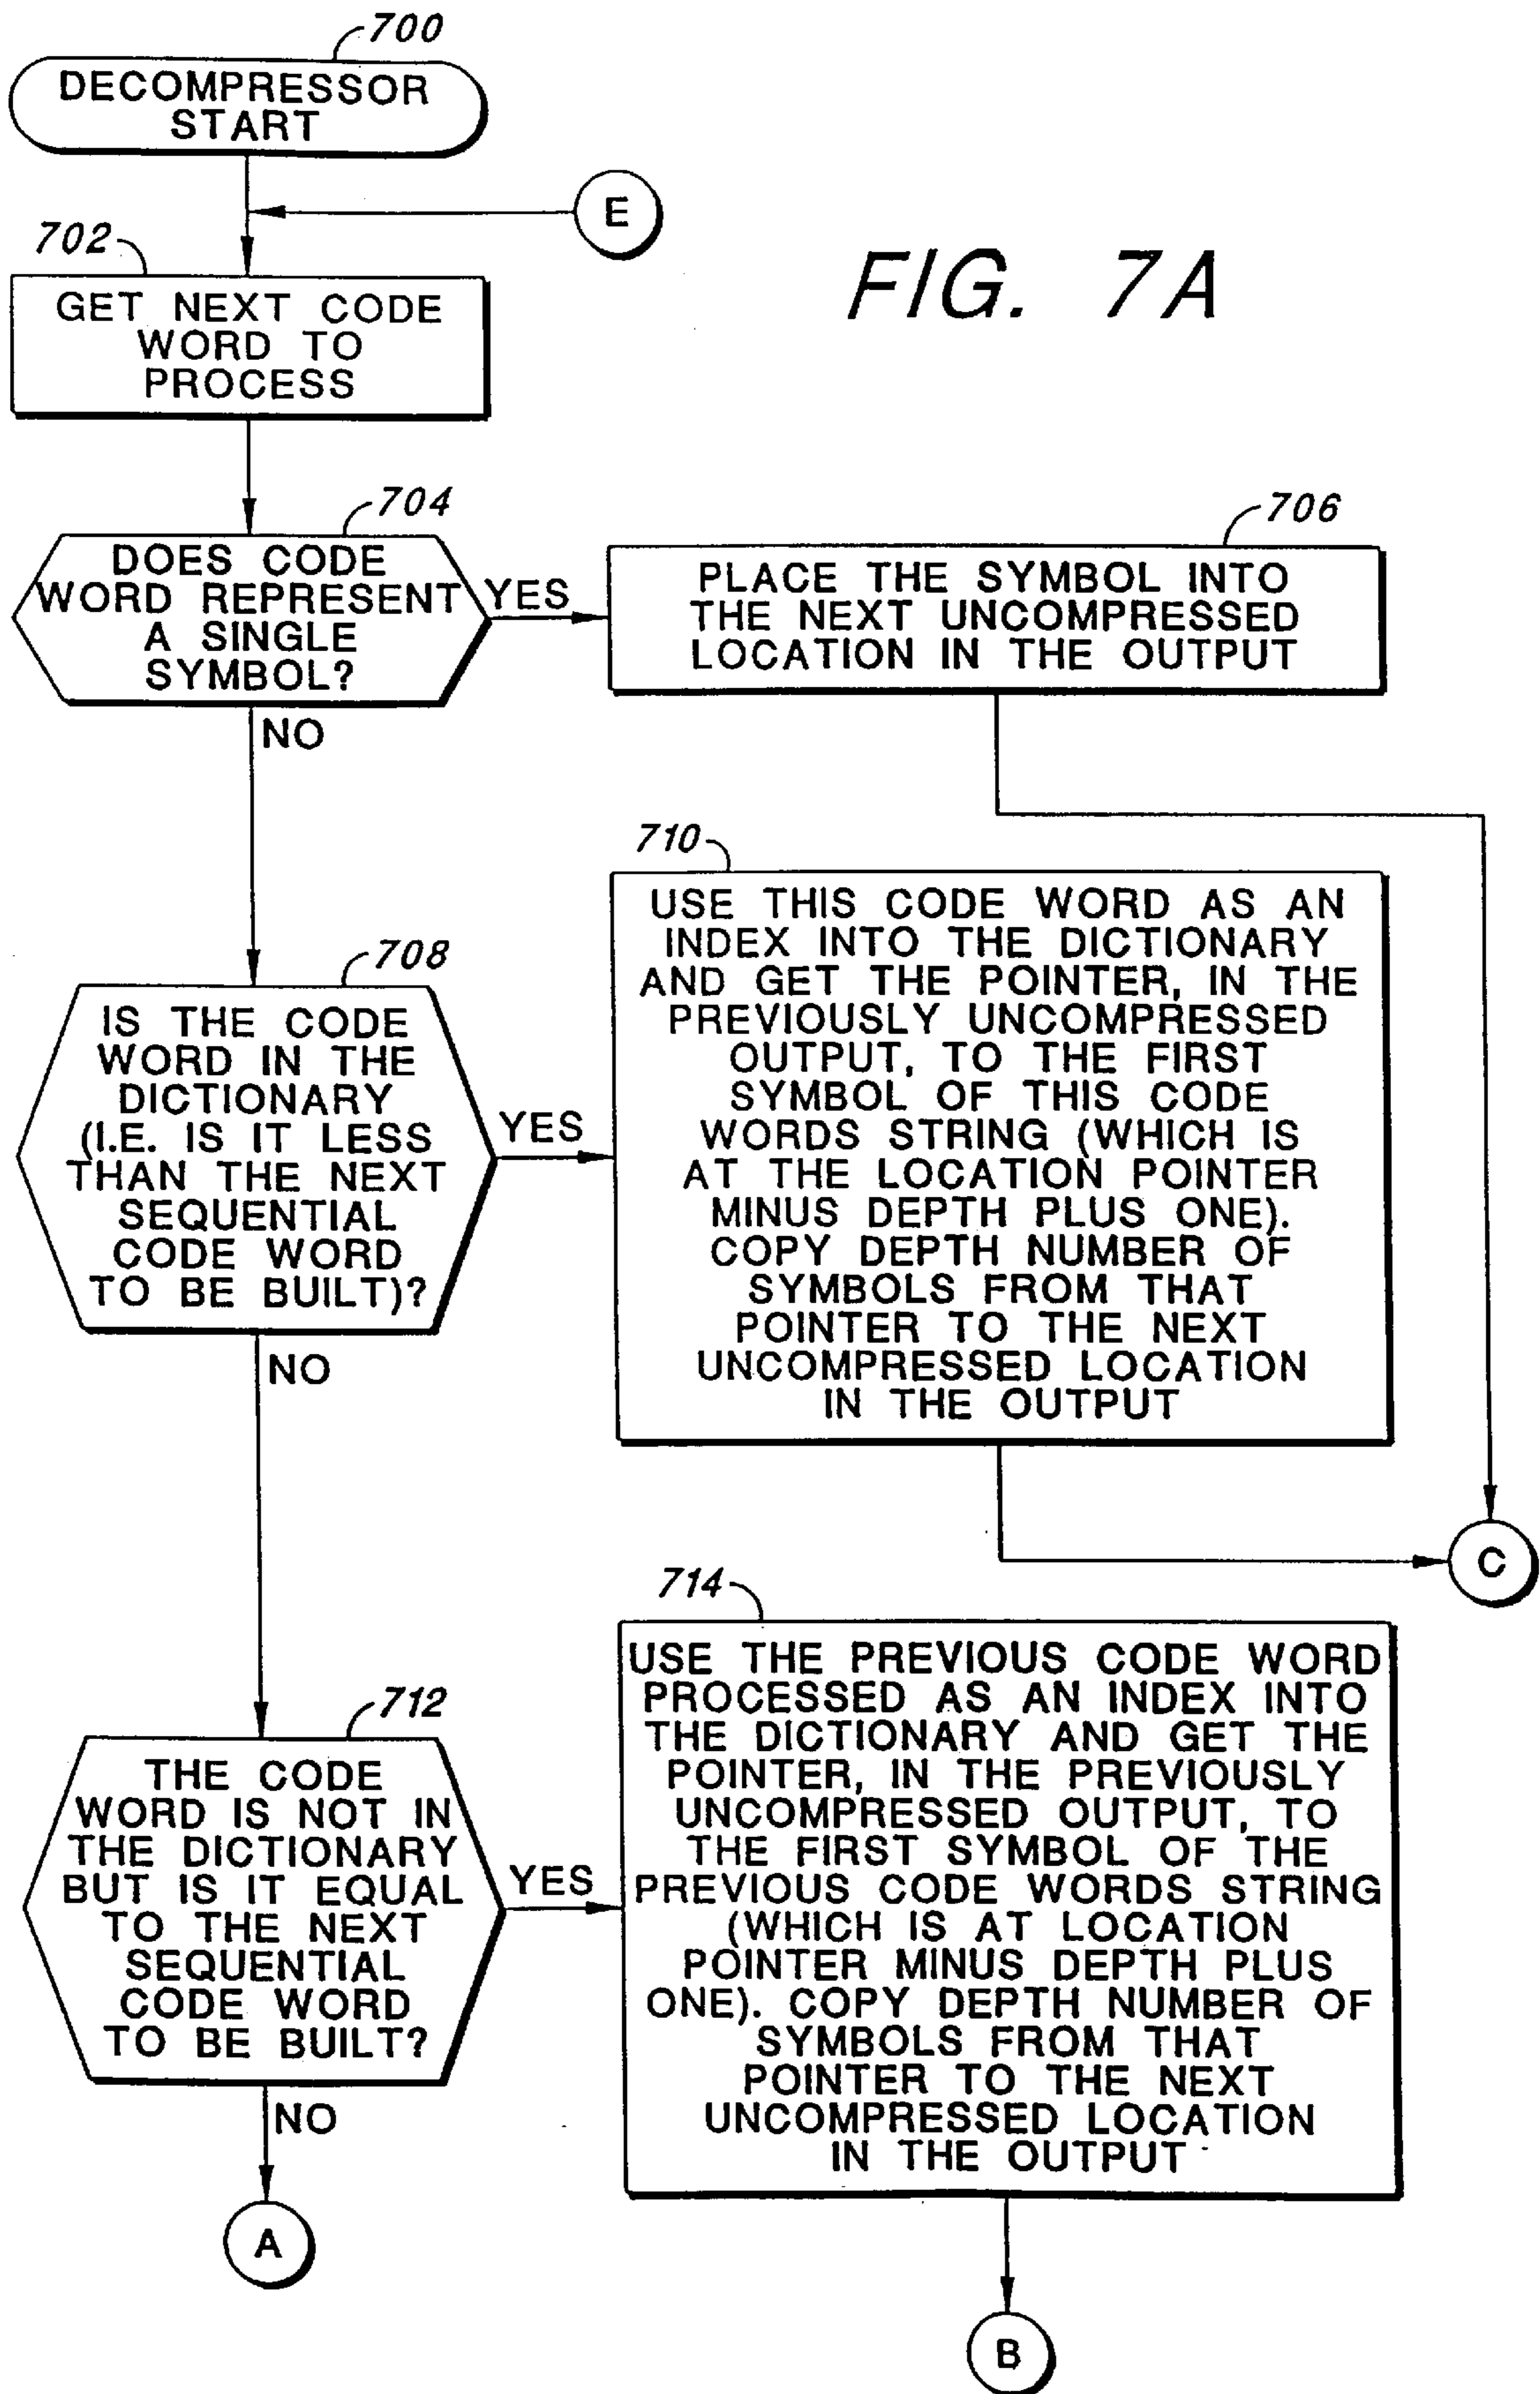 700
DECOMPRESSOR
START
E
702
GET NEXT CODE
WORD TO
PROCESS
FIG. 7A
704
DOES CODE
WORD REPRESENT
A SINGLE
SYMBOL?
YES
NO
706
PLACE THE SYMBOL INTO
THE NEXT UNCOMPRESSED
LOCATION IN THE OUTPUT
708
IS THE CODE
WORD IN THE
DICTIONARY
(I.E. IS IT LESS
THAN THE NEXT
SEQUENTIAL
CODE WORD
TO BE BUILT)?
YES
NO
710
USE THIS CODE WORD AS AN
INDEX INTO THE DICTIONARY
AND GET THE POINTER, IN THE
PREVIOUSLY UNCOMPRESSED
OUTPUT, TO THE FIRST
SYMBOL OF THIS CODE
WORDS STRING (WHICH IS
AT THE LOCATION POINTER
MINUS DEPTH PLUS ONE).
COPY DEPTH NUMBER OF
SYMBOLS FROM THAT
POINTER TO THE NEXT
UNCOMPRESSED LOCATION
IN THE OUTPUT
C
712
THE CODE
WORD IS NOT IN
THE DICTIONARY
BUT IS IT EQUAL
TO THE NEXT
SEQUENTIAL
CODE WORD
TO BE BUILT?
YES
NO
714
USE THE PREVIOUS CODE WORD
PROCESSED AS AN INDEX INTO
THE DICTIONARY AND GET THE
POINTER, IN THE PREVIOUSLY
UNCOMPRESSED OUTPUT, TO
THE FIRST SYMBOL OF THE
PREVIOUS CODE WORDS STRING
(WHICH IS AT LOCATION
POINTER MINUS DEPTH PLUS
ONE). COPY DEPTH NUMBER OF
SYMBOLS FROM THAT
POINTER TO THE NEXT
UNCOMPRESSED LOCATION
IN THE OUTPUT
A
B